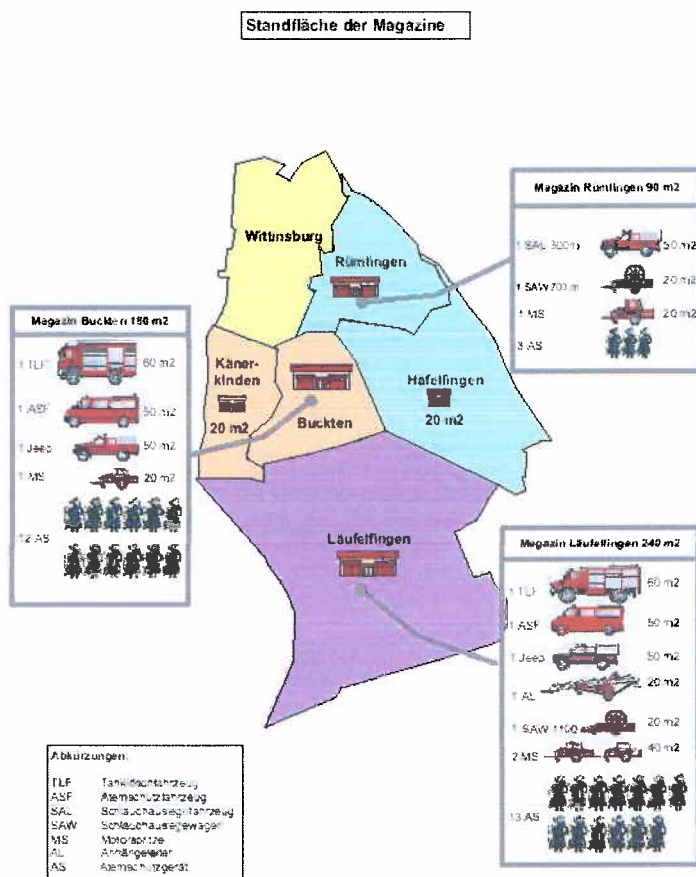 Standfläche der Magazine
Wittinsburg
Rümlingen
Känerkinden
20 m2
Buckten
Häfelfingen
20 m2
Läufelfingen
Magazin Rümlingen 90 m2
1 SAL 300m 50 m2
1 SAW 700 m 20 m2
1 MS 20 m2
3 AS
Magazin Buckten 180 m2
1 TLF 60 m2
1 ASF 50 m2
1 Jeep 50 m2
1 MS 20 m2
12 AS
Magazin Läufelfingen 240 m2
1 TLF 60 m2
1 ASF 50 m2
1 Jeep 50 m2
1 AL 20 m2
1 SAW 1100 20 m2
2 MS 40 m2
13 AS
Abkürzungen:
TLF Tanklöschfahrzeug
ASF Atemschutzfahrzeug
SAL Schlauchauslegefahrzeug
SAW Schlauchauslegewagen
MS Motorspritze
AL Anhängeleiter
AS Atemschutzgerät